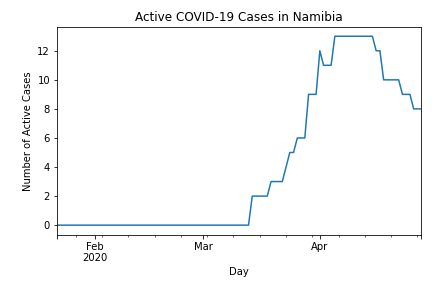 Active COVID-19 Cases in Namibia
Number of Active Cases
12
10
8
6
4
2
0
Feb
2020
Mar
Apr
Day